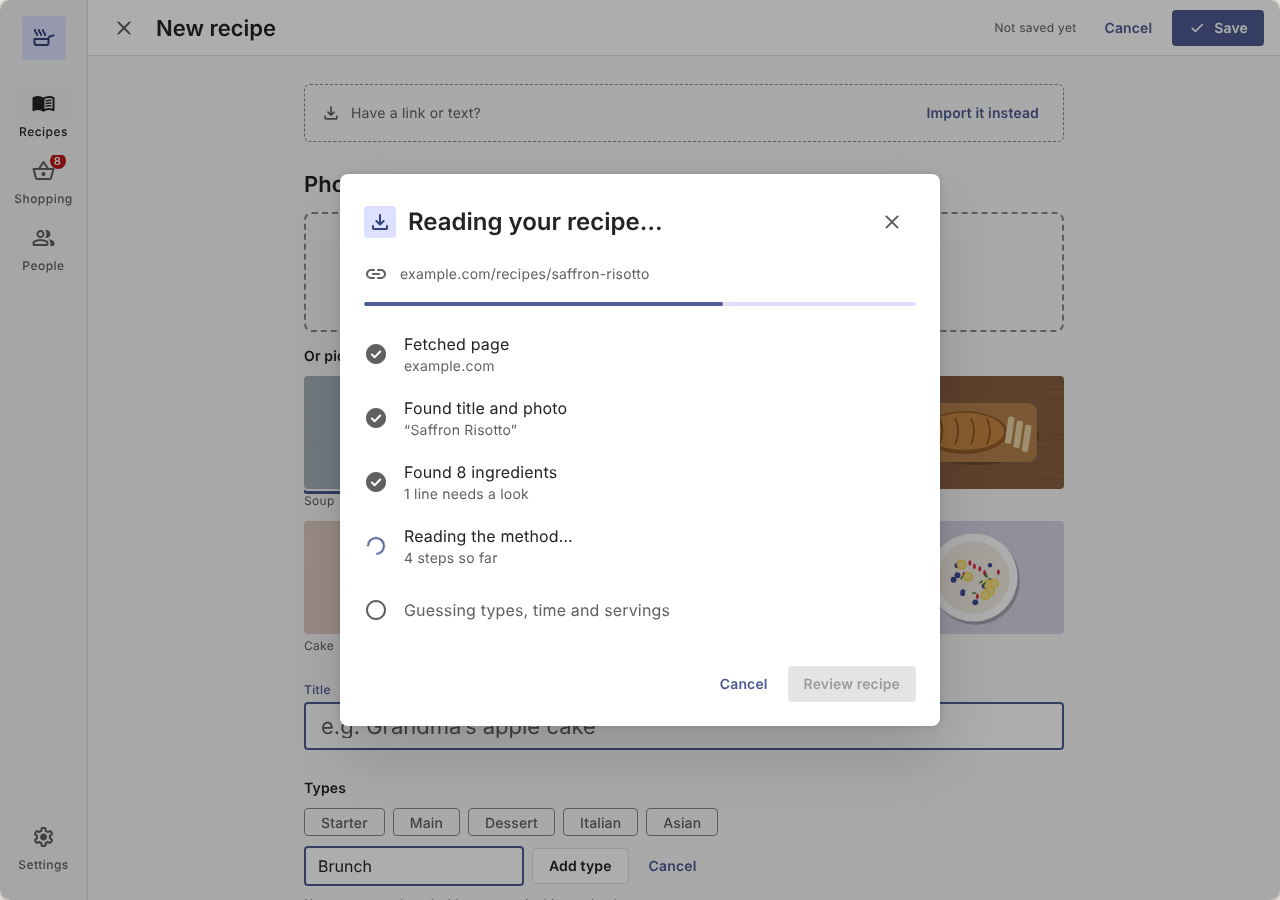 New recipe
Not saved yet
Cancel
Save
Recipes
8
Shopping
People
Settings
Have a link or text?
Import it instead
Reading your recipe…
example.com/recipes/saffron-risotto
Fetched page
example.com
Found title and photo
“Saffron Risotto”
Found 8 ingredients
1 line needs a look
Reading the method…
4 steps so far
Guessing types, time and servings
Cancel
Review recipe
Soup
Cake
Title
e.g. Grandma's apple cake
Types
Starter
Main
Dessert
Italian
Asian
Brunch
Add type
Cancel